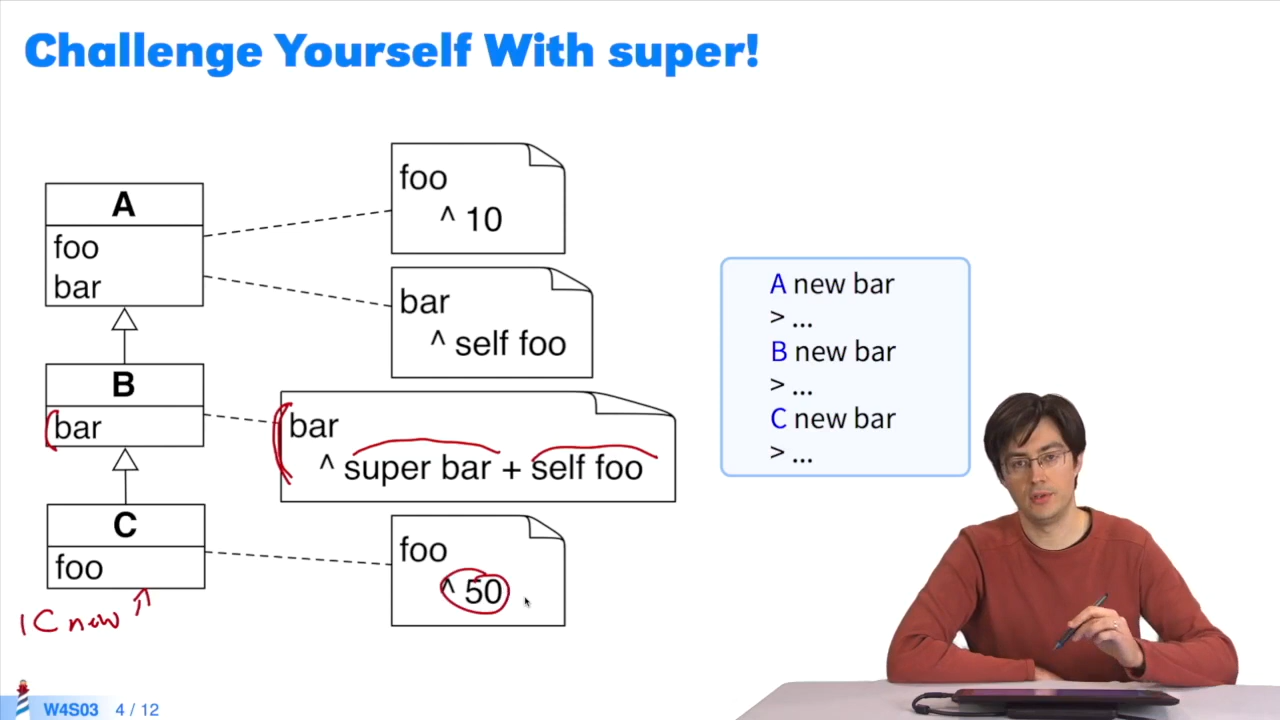 Challenge Yourself With super!
A
foo
bar
B
bar
C
foo
1 C new
foo
^ 10
bar
^ self foo
bar
^ super bar + self foo
foo
^ 50
A new bar
> ...
B new bar
> ...
C new bar
> ...
W4S03 4 / 12